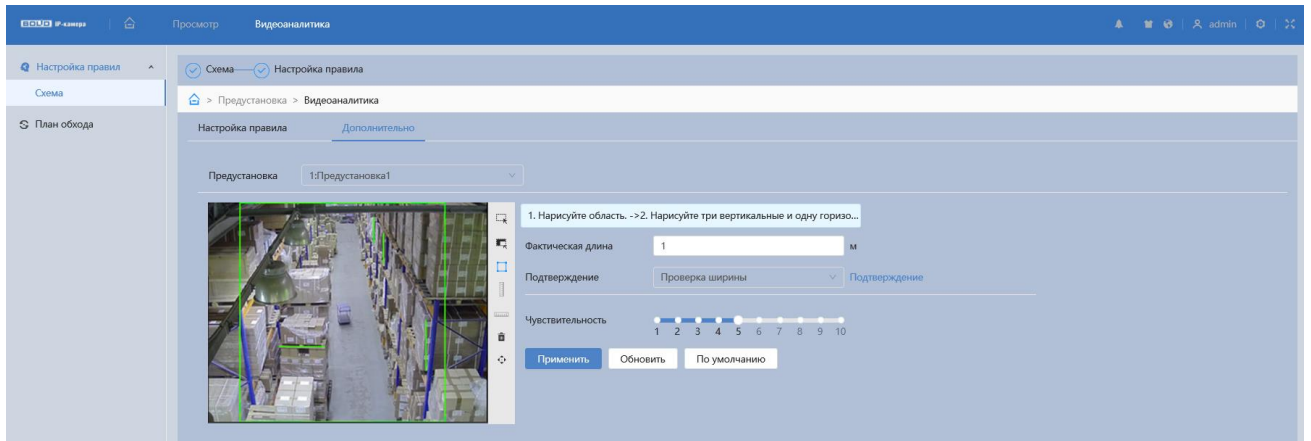 BOLID IP-камера Просмотр Видеоаналитика admin
Настройка правил
Схема
План обхода
Схема Настройка правила
> Предустановка > Видеоаналитика
Настройка правила Дополнительно
Предустановка 1:Предустановка1
1. Нарисуйте область. ->2. Нарисуйте три вертикальные и одну горизо...
Фактическая длина 1 м
Подтверждение Проверка ширины Подтверждение
Чувствительность
1 2 3 4 5 6 7 8 9 10
Применить Обновить По умолчанию